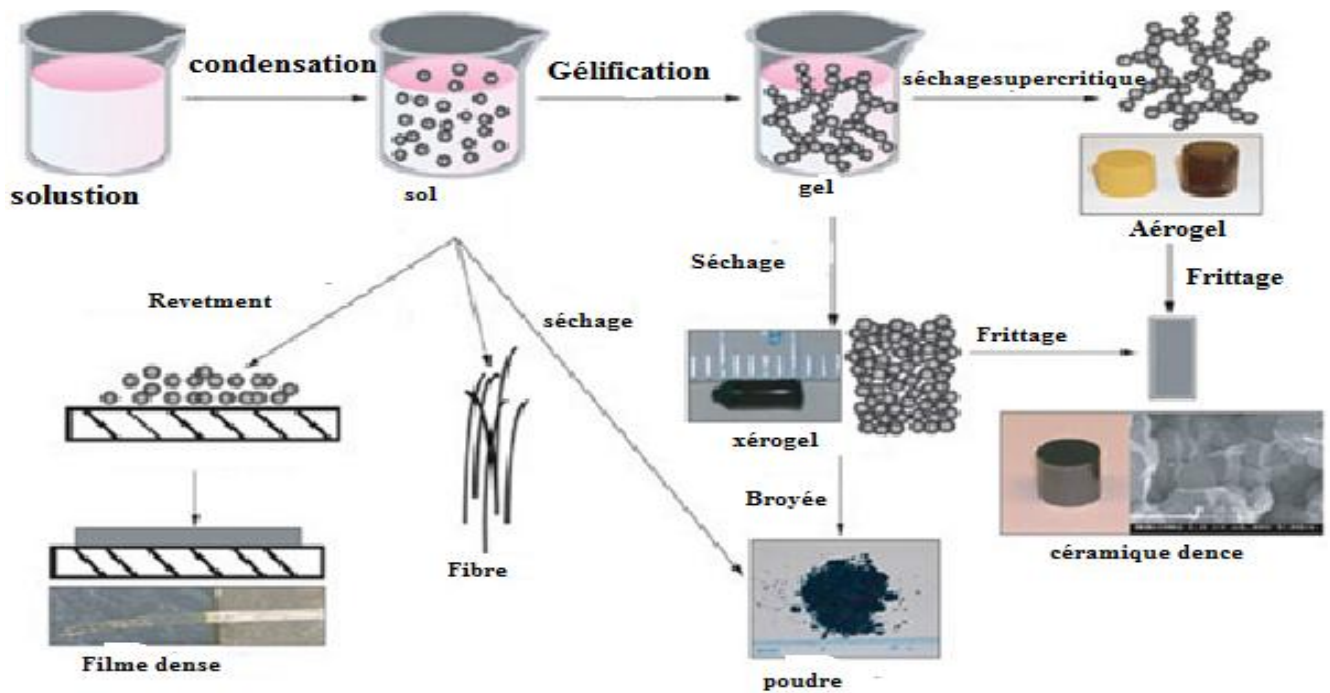 condensation
Gélification
séchagesupercritique
solustion
sol
gel
Aérogel
Revetment
séchage
Séchage
Frittage
Frittage
xérogel
Broyée
céramique dence
Fibre
Filme dense
poudre